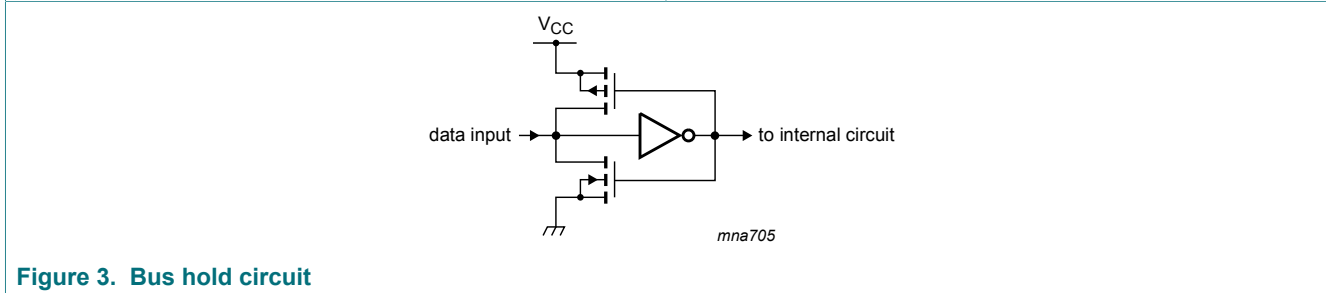 VCC
data input
to internal circuit
mna705
Figure 3. Bus hold circuit